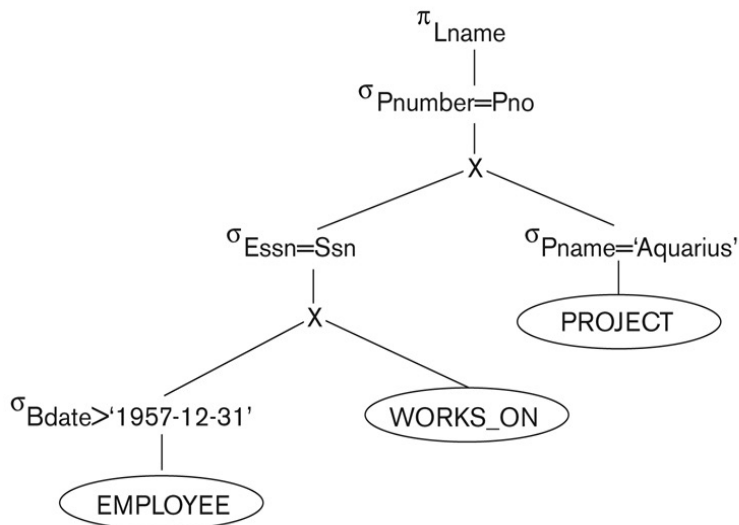 π Lname
σ Pnumber=Pno
X
σ Essn=Ssn
σ Pname=‘Aquarius’
X
PROJECT
σ Bdate>‘1957-12-31’
WORKS_ON
EMPLOYEE